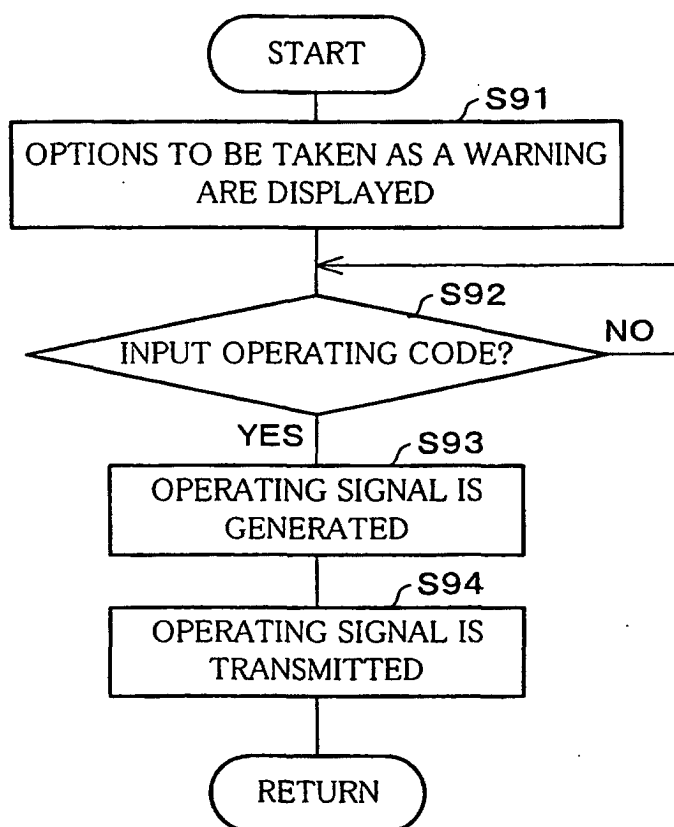 START
S91
OPTIONS TO BE TAKEN AS A WARNING
ARE DISPLAYED
S92
INPUT OPERATING CODE?
NO
YES
S93
OPERATING SIGNAL IS
GENERATED
S94
OPERATING SIGNAL IS
TRANSMITTED
RETURN